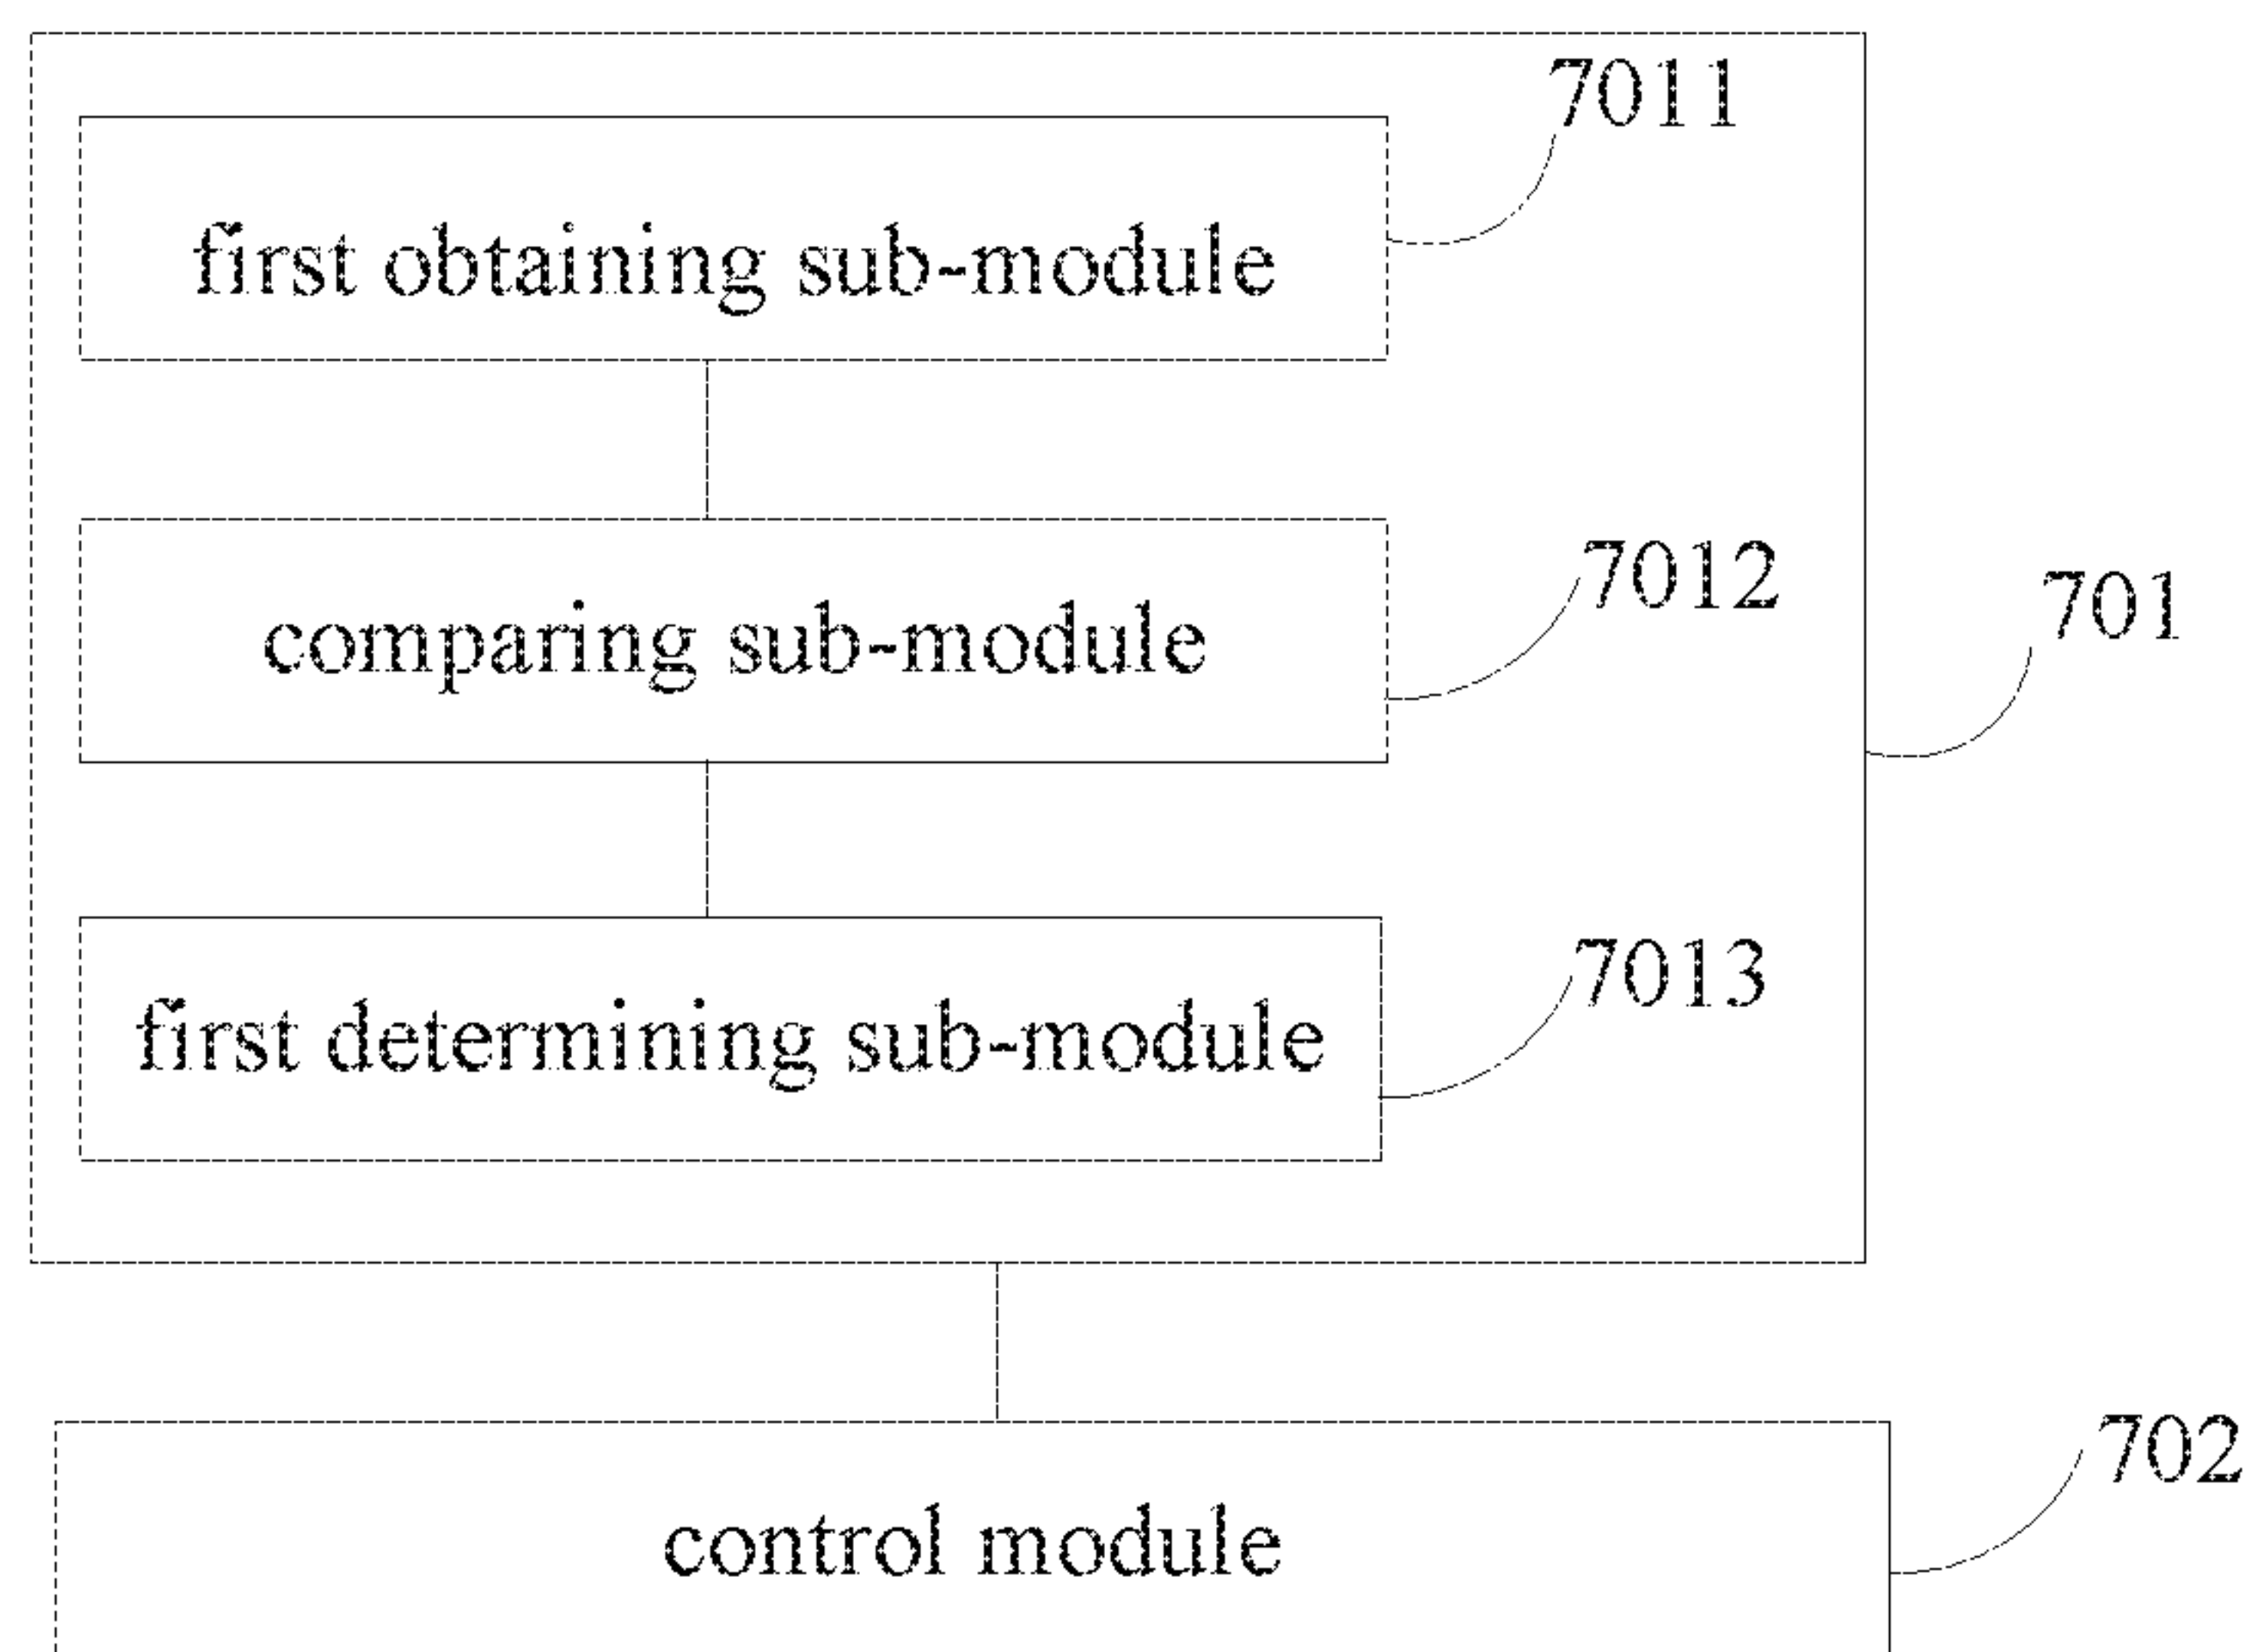 7011
first obtaining sub-module
7012
701
comparing sub-module
7013
first determining sub-module
702
control module